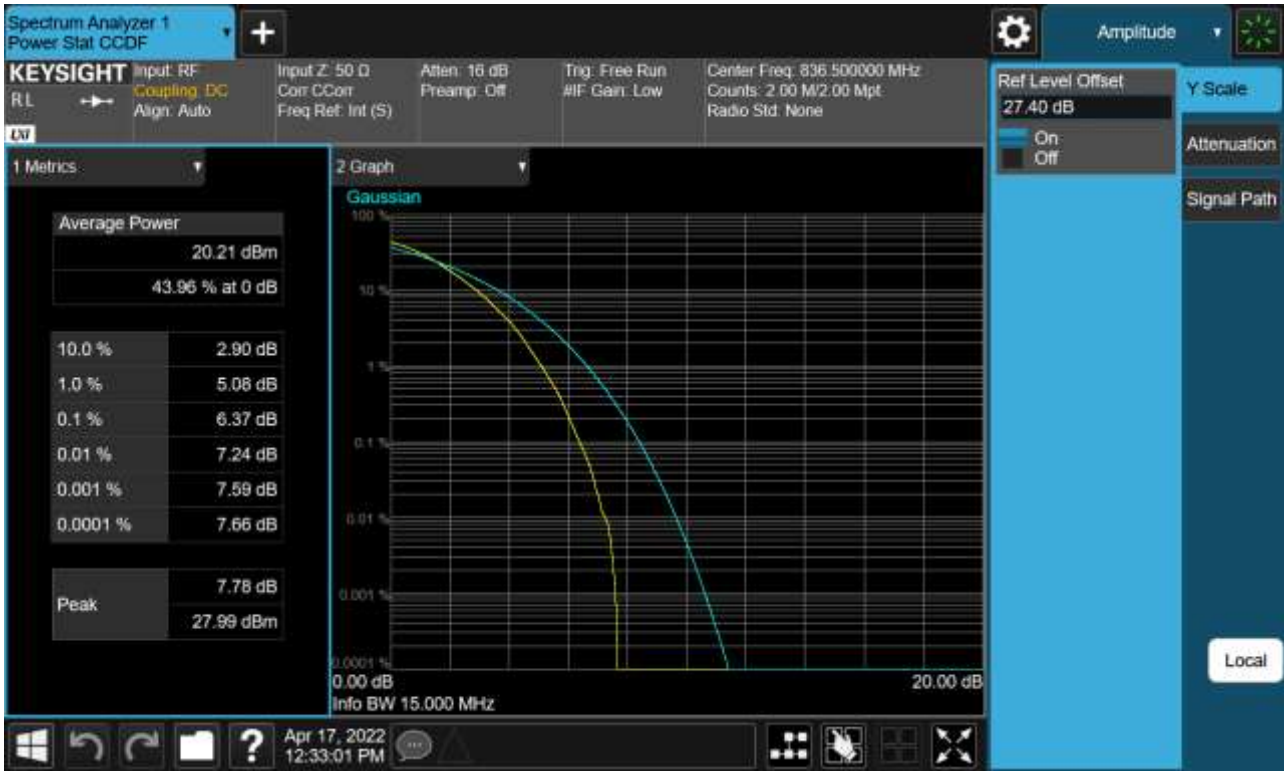 Spectrum Analyzer 1
Power Stat CCDF
+
Amplitude
KEYSIGHT
RL
LXI
Input: RF
Coupling: DC
Align: Auto
Input Z: 50 Ω
Corr CCorr
Freq Ref: Int (S)
Atten: 16 dB
Preamp: Off
Trig: Free Run
#IF Gain: Low
Center Freq: 836.500000 MHz
Counts: 2.00 M/2.00 Mpt
Radio Std: None
Ref Level Offset
27.40 dB
On
Off
Y Scale
Attenuation
Signal Path
Local
1 Metrics
Average Power
20.21 dBm
43.96 % at 0 dB
10.0 % 2.90 dB
1.0 % 5.08 dB
0.1 % 6.37 dB
0.01 % 7.24 dB
0.001 % 7.59 dB
0.0001 % 7.66 dB
Peak
7.78 dB
27.99 dBm
2 Graph
Gaussian
100 %
10 %
1 %
0.1 %
0.01 %
0.001 %
0.0001 %
0.00 dB 20.00 dB
Info BW 15.000 MHz
?
Apr 17, 2022
12:33:01 PM